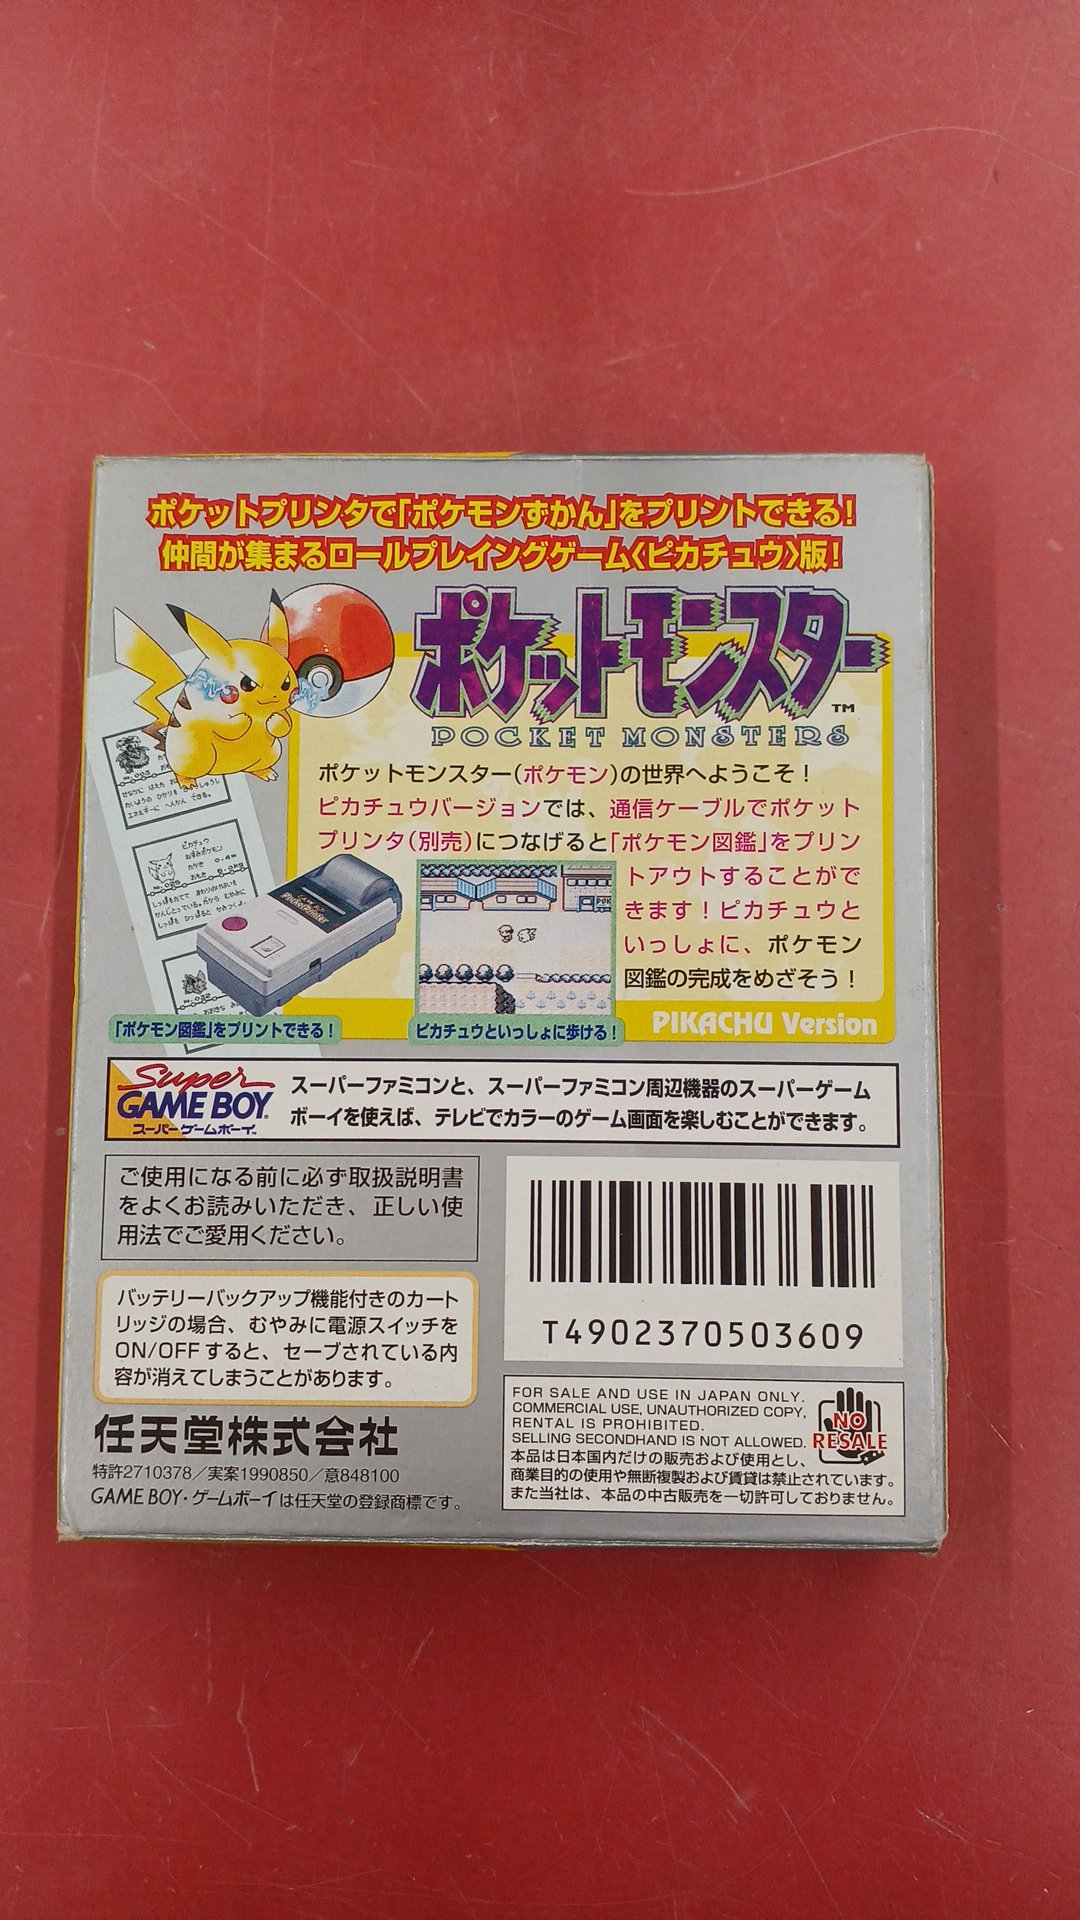 ポケットプリンタで「ポケモンずかん」をプリントできる!
仲間が集まるロールプレイングゲーム〈ピカチュウ〉版!
ポケットモンスター™
POCKET MONSTERS
ポケットモンスター(ポケモン)の世界へようこそ!
ピカチュウバージョンでは、通信ケーブルでポケット
プリンタ(別売)につなげると「ポケモン図鑑」をプリン
トアウトすることがで
きます!ピカチュウと
いっしょに、ポケモン
図鑑の完成をめざそう!
ピカチュウ
ねずみポケモン
「ポケモン図鑑」をプリントできる!
ピカチュウといっしょに歩ける!
PIKACHU Version
Super
GAME BOY
スーパーゲームボーイ™
スーパーファミコンと、スーパーファミコン周辺機器のスーパーゲーム
ボーイを使えば、テレビでカラーのゲーム画面を楽しむことができます。
ご使用になる前に必ず取扱説明書
をよくお読みいただき、正しい使
用法でご愛用ください。
バッテリーバックアップ機能付きのカート
リッジの場合、むやみに電源スイッチを
ON/OFFすると、セーブされている内
容が消えてしまうことがあります。
T4902370503609
任天堂株式会社
特許2710378/実案1990850/意848100
GAME BOY・ゲームボーイは任天堂の登録商標です。
FOR SALE AND USE IN JAPAN ONLY.
COMMERCIAL USE, UNAUTHORIZED COPY,
RENTAL IS PROHIBITED.
SELLING SECONDHAND IS NOT ALLOWED.
NO
RESALE
本品は日本国内だけの販売および使用とし、
商業目的の使用や無断複製および賃貸は禁止されています。
また当社は、本品の中古販売を一切許可しておりません。